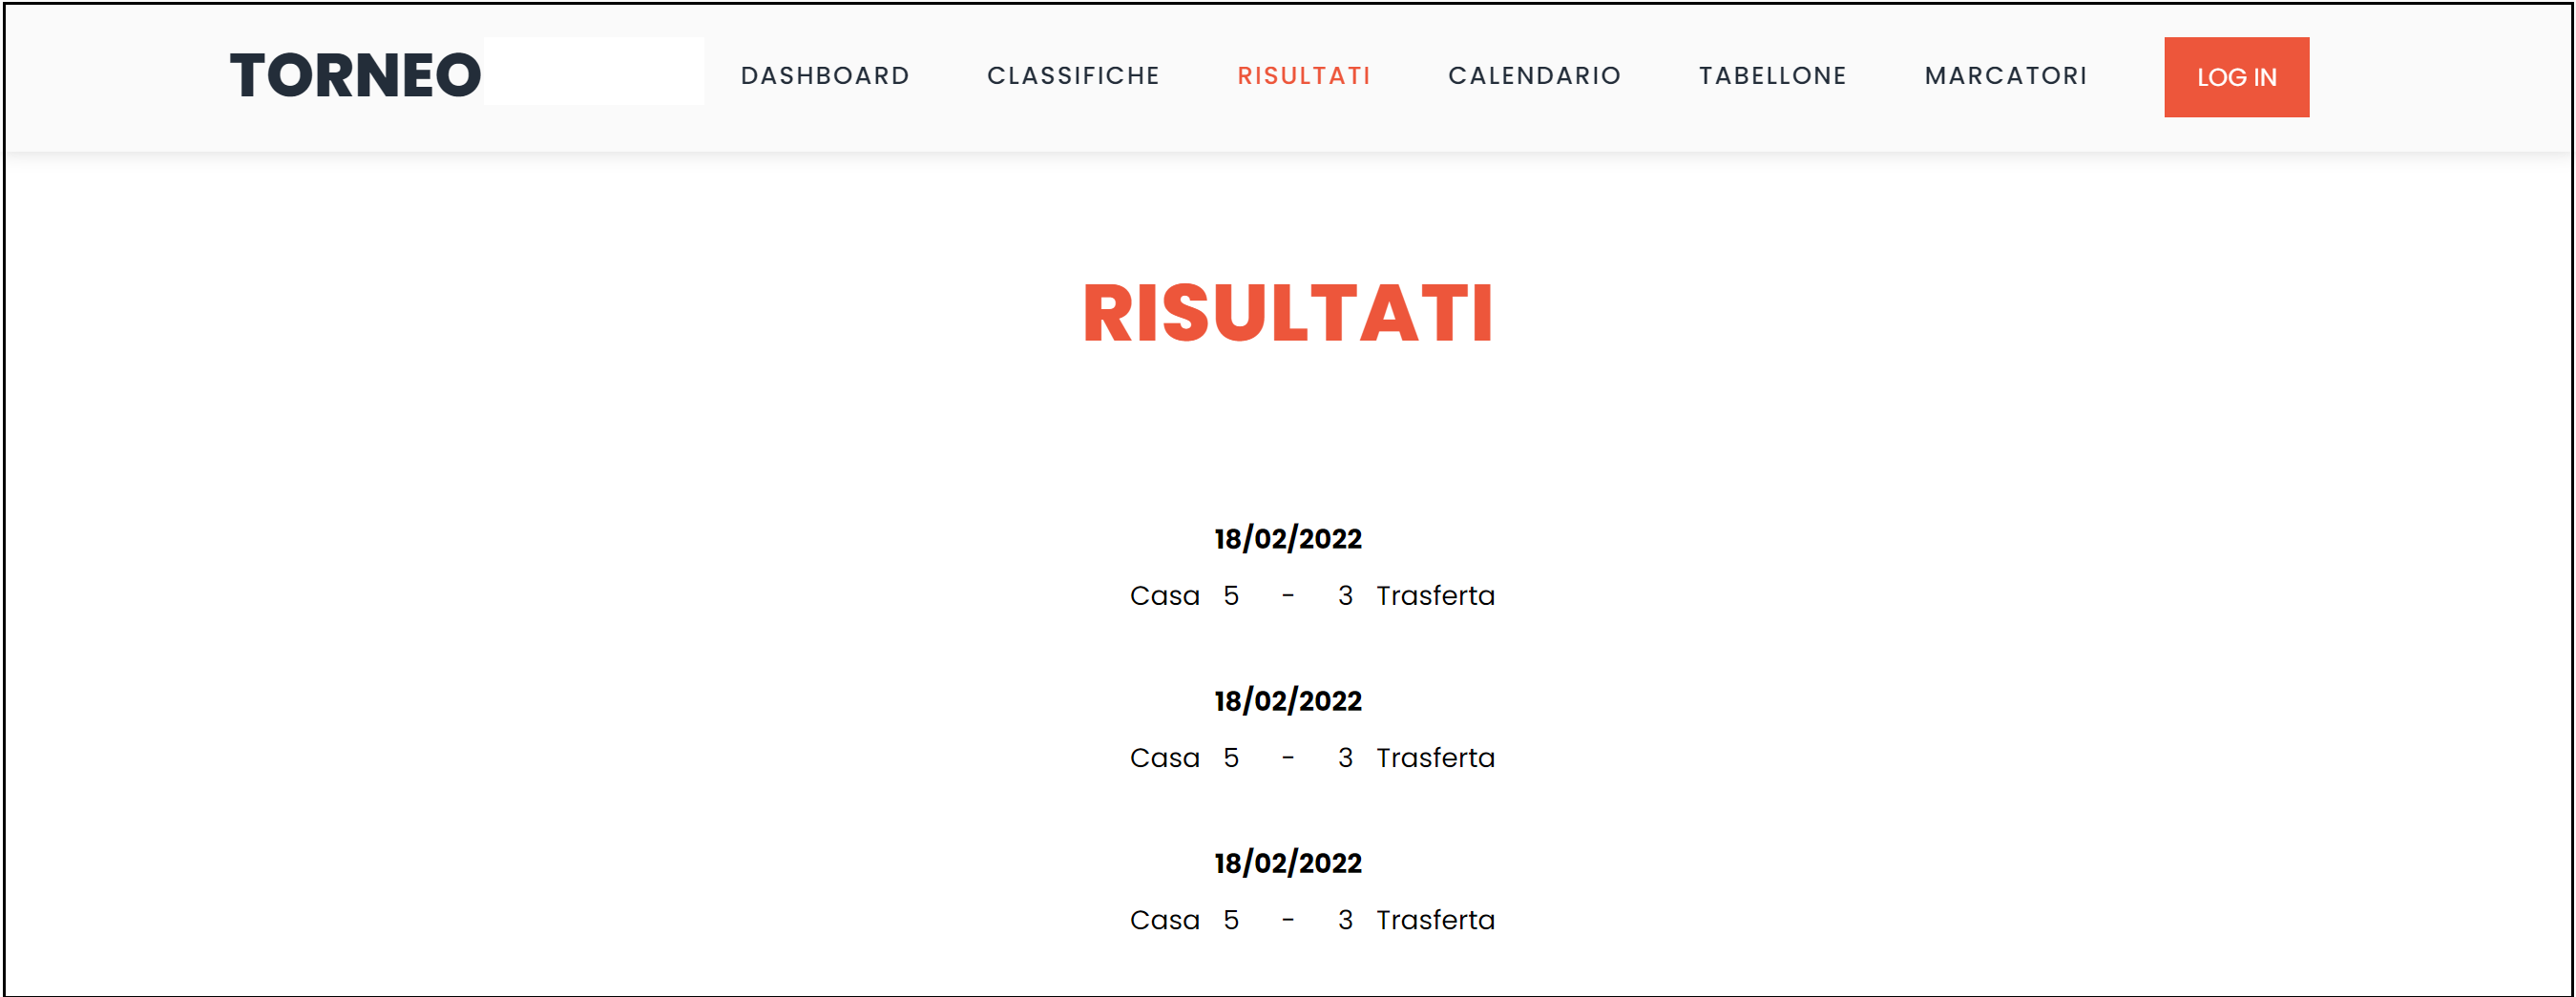 TORNEO DASHBOARD CLASSIFICHE RISULTATI CALENDARIO TABELLONE MARCATORI LOG IN
RISULTATI
18/02/2022
Casa 5 - 3 Trasferta
18/02/2022
Casa 5 - 3 Trasferta
18/02/2022
Casa 5 - 3 Trasferta